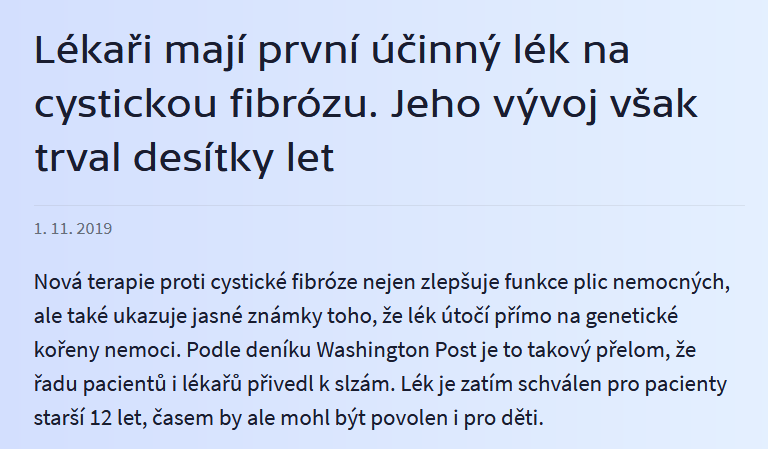 Lékaři mají první účinný lék na
cystickou fibrózu. Jeho vývoj však
trval desítky let
1. 11. 2019
Nová terapie proti cystické fibróze nejen zlepšuje funkce plic nemocných,
ale také ukazuje jasné známky toho, že lék útočí přímo na genetické
kořeny nemoci. Podle deníku Washington Post je to takový přelom, že
řadu pacientů i lékařů přivedl k slzám. Lék je zatím schválen pro pacienty
starší 12 let, časem by ale mohl být povolen i pro děti.